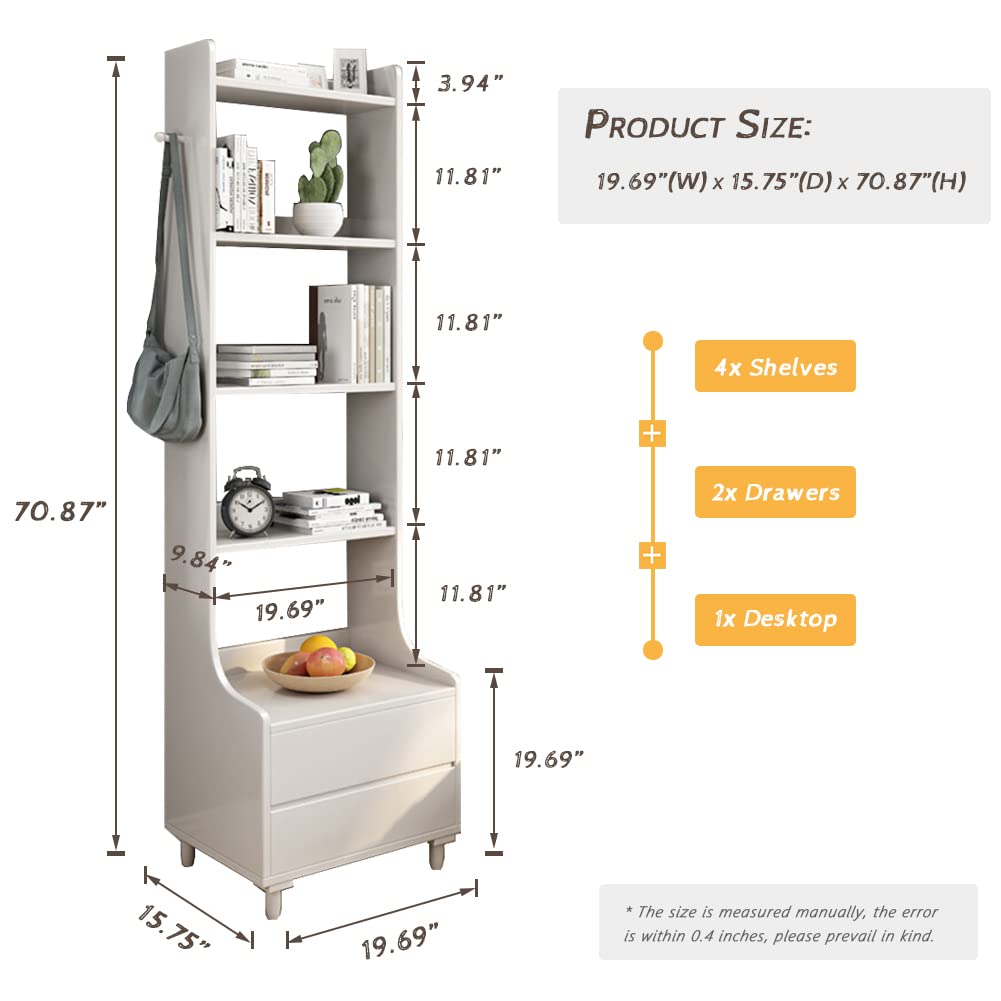 3.94”
PRODUCT SIZE:
11.81”
19.69”(W) x 15.75”(D) x 70.87”(H)
11.81”
4x Shelves
11.81”
2x Drawers
70.87”
9.84”
19.69”
11.81”
1x Desktop
19.69”
15.75”
19.69”
* The size is measured manually, the error
is within 0.4 inches, please prevail in kind.